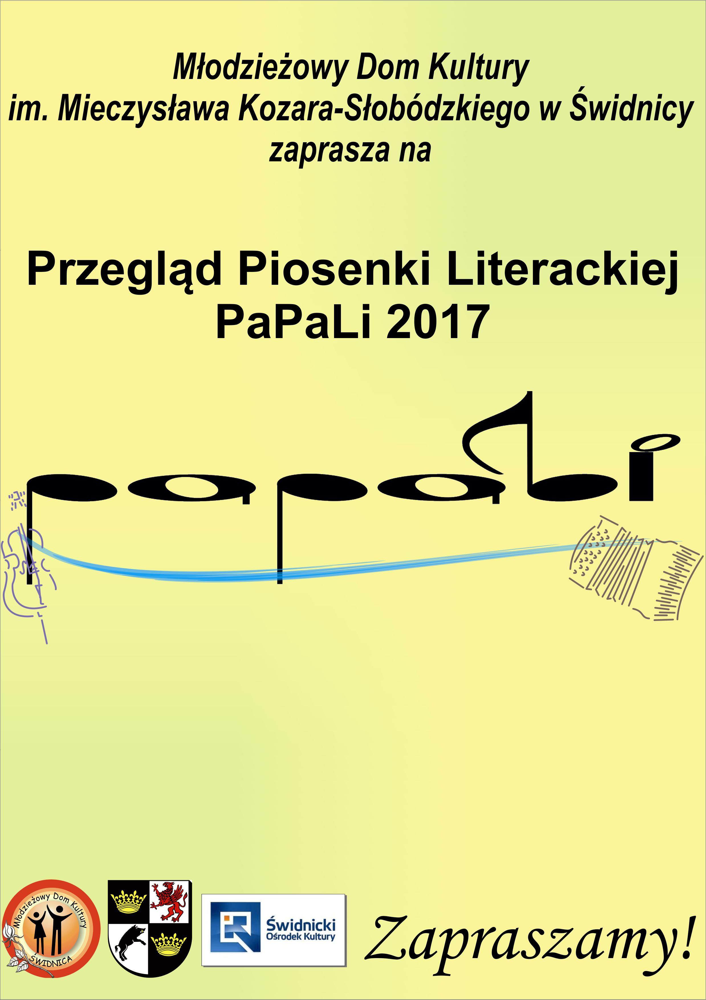 Młodzieżowy Dom Kultury
im. Mieczysława Kozara-Słobódzkiego w Świdnicy
zaprasza na
Przegląd Piosenki Literackiej
PaPaLi 2017
papali
Młodzieżowy Dom Kultury
ŚWIDNICA
Świdnicki
Ośrodek Kultury
Zapraszamy!